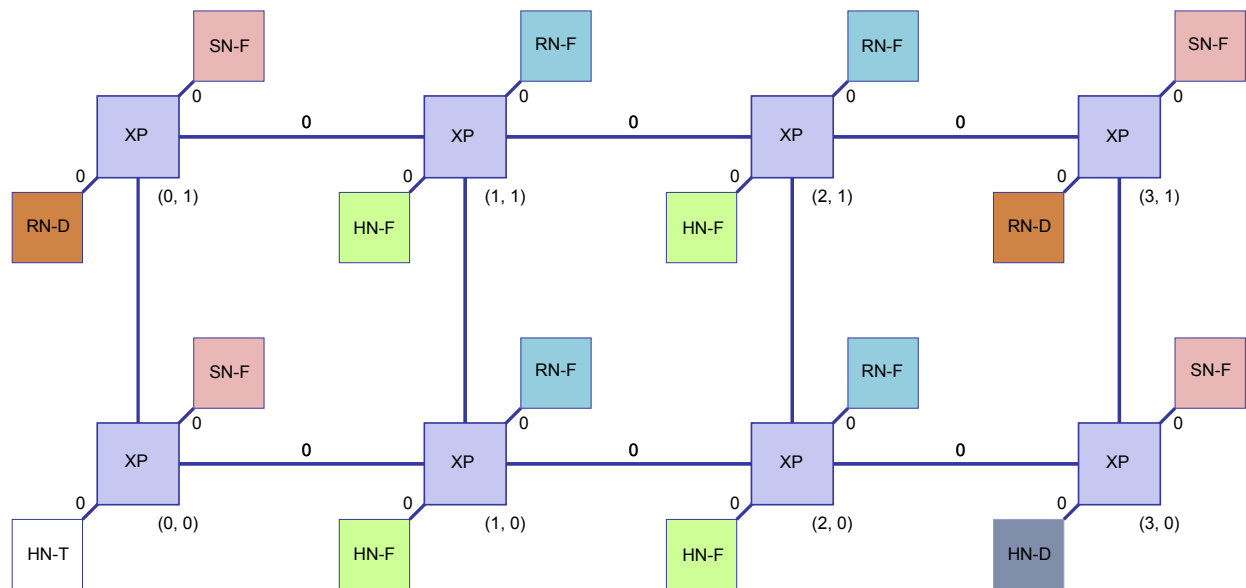 SN-F
RN-F
RN-F
SN-F
0
0
0
0
XP
0
XP
0
XP
0
XP
0
0
0
0
(0, 1)
(1, 1)
(2, 1)
(3, 1)
RN-D
HN-F
HN-F
RN-D
SN-F
RN-F
RN-F
SN-F
0
0
0
0
XP
0
XP
0
XP
0
XP
0
0
0
0
(0, 0)
(1, 0)
(2, 0)
(3, 0)
HN-T
HN-F
HN-F
HN-D